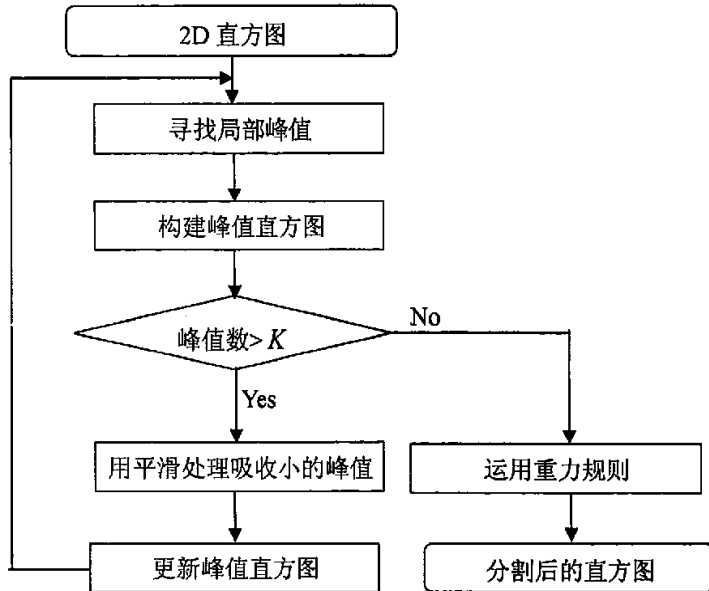 2D 直方图
寻找局部峰值
构建峰值直方图
峰值数> K
No
Yes
用平滑处理吸收小的峰值
运用重力规则
更新峰值直方图
分割后的直方图